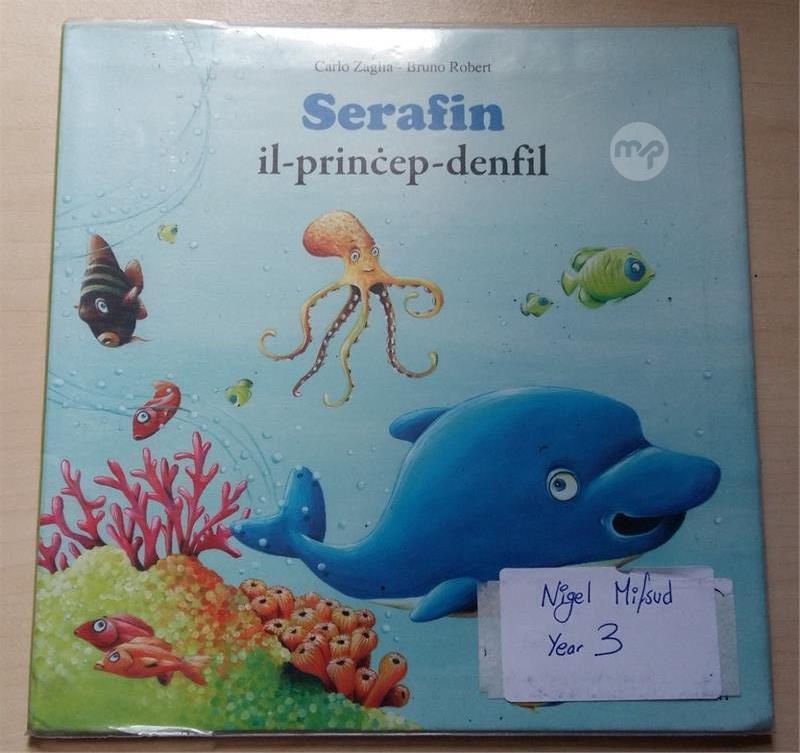 Carlo Zaglia - Bruno Robert
Serafin
il-prinċep-denfil
mp
Nigel Mifsud
Year 3